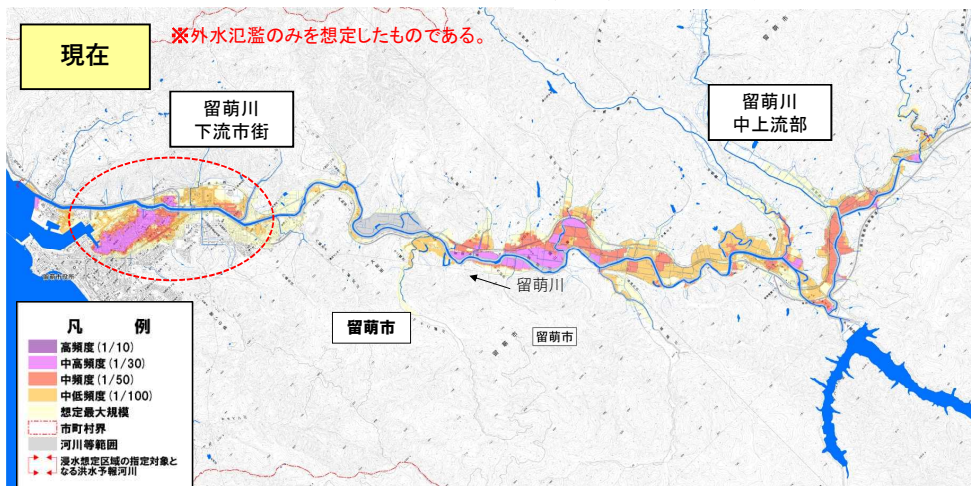 現在
※外水氾濫のみを想定したものである。
留萌川
下流市街
留萌川
中上流部
留萌川
留萌市
留萌市
凡 例
高頻度(1/10)
中高頻度(1/30)
中頻度(1/50)
中低頻度(1/100)
想定最大規模
市町村界
河川等範囲
浸水想定区域の指定対象と
なる洪水予報河川